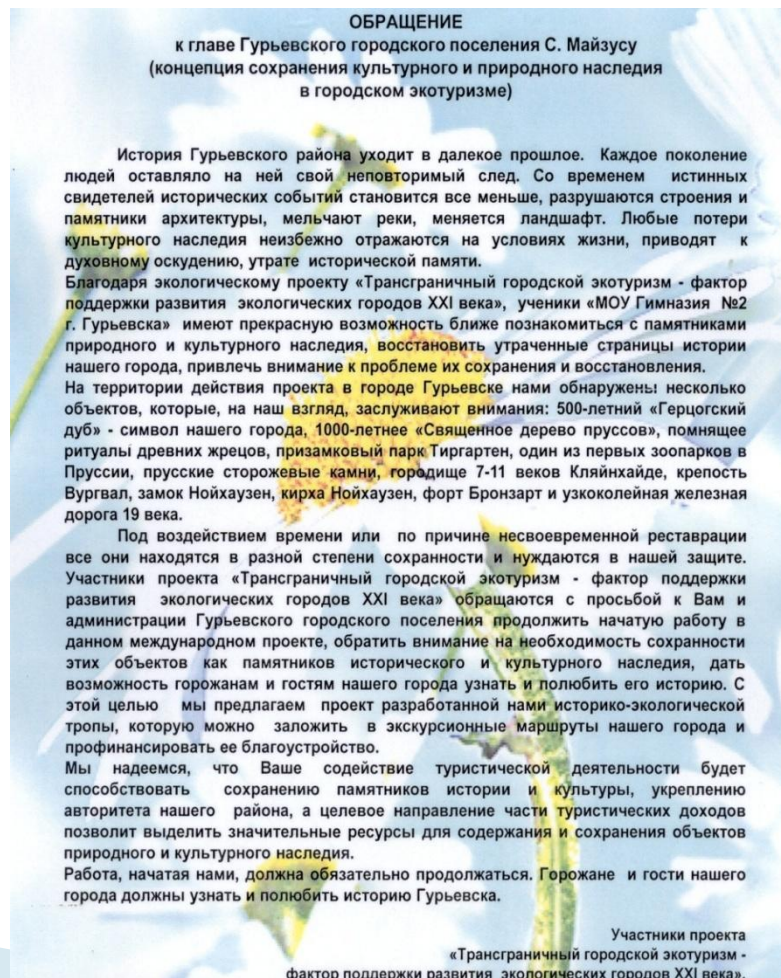 ОБРАЩЕНИЕ
к главе Гурьевского городского поселения С. Майзусу
(концепция сохранения культурного и природного наследия
в городском экотуризме)
История Гурьевского района уходит в далекое прошлое. Каждое поколение
людей оставляло на ней свой неповторимый след. Со временем истинных
свидетелей исторических событий становится все меньше, разрушаются строения и
памятники архитектуры, мельчают реки, меняется ландшафт. Любые потери
культурного наследия неизбежно отражаются на условиях жизни, приводят к
духовному оскудению, утрате исторической памяти.
Благодаря экологическому проекту «Трансграничный городской экотуризм - фактор
поддержки развития экологических городов XXI века», ученики «МОУ Гимназия №2
г. Гурьевска» имеют прекрасную возможность ближе познакомиться с памятниками
природного и культурного наследия, восстановить утраченные страницы истории
нашего города, привлечь внимание к проблеме их сохранения и восстановления.
На территории действия проекта в городе Гурьевске нами обнаружены несколько
объектов, которые, на наш взгляд, заслуживают внимания: 500-летний «Герцогский
дуб» - символ нашего города, 1000-летнее «Священное дерево пруссов», помнящее
ритуалы древних жрецов, призамковый парк Тиргартен, один из первых зоопарков в
Пруссии, прусские сторожевые камни, городище 7-11 веков Кляйнхайде, крепость
Вургвал, замок Нойхаузен, кирха Нойхаузен, форт Бронзарт и узкоколейная железная
дорога 19 века.
Под воздействием времени или по причине несвоевременной реставрации
все они находятся в разной степени сохранности и нуждаются в нашей защите.
Участники проекта «Трансграничный городской экотуризм - фактор поддержки
развития экологических городов XXI века» обращаются с просьбой к Вам и
администрации Гурьевского городского поселения продолжить начатую работу в
данном международном проекте, обратить внимание на необходимость сохранности
этих объектов как памятников исторического и культурного наследия, дать
возможность горожанам и гостям нашего города узнать и полюбить его историю. С
этой целью мы предлагаем проект разработанной нами историко-экологической
тропы, которую можно заложить в экскурсионные маршруты нашего города и
профинансировать ее благоустройство.
Мы надеемся, что Ваше содействие туристической деятельности будет
способствовать сохранению памятников истории и культуры, укреплению
авторитета нашего района, а целевое направление части туристических доходов
позволит выделить значительные ресурсы для содержания и сохранения объектов
природного и культурного наследия.
Работа, начатая нами, должна обязательно продолжаться. Горожане и гости нашего
города должны узнать и полюбить историю Гурьевска.
Участники проекта
«Трансграничный городской экотуризм -
фактор поддержки развития экологических городов XXI века».